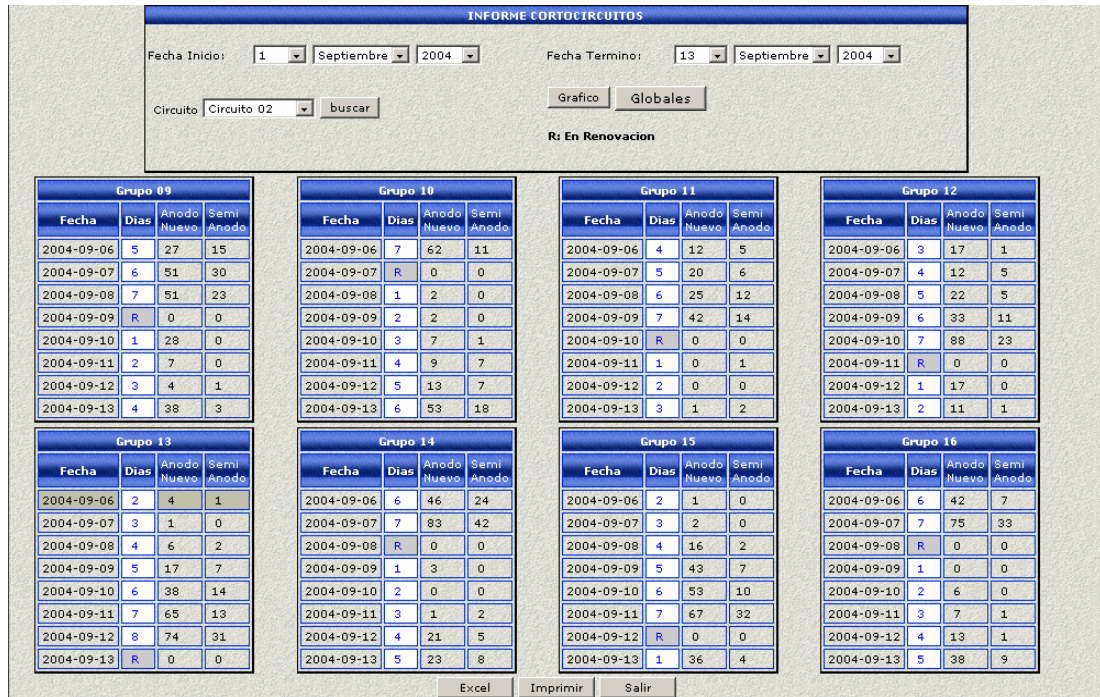 INFORME CORTOCIRCUITOS
Fecha Inicio: 1 Septiembre 2004 Fecha Termino: 13 Septiembre 2004
Circuito Circuito 02 buscar Grafico Globales
R: En Renovacion
Grupo 09
Fecha Dias Anodo Nuevo Semi Anodo
2004-09-06 5 27 15
2004-09-07 6 51 30
2004-09-08 7 51 23
2004-09-09 R 0 0
2004-09-10 1 28 0
2004-09-11 2 7 0
2004-09-12 3 4 1
2004-09-13 4 38 3
Grupo 10
Fecha Dias Anodo Nuevo Semi Anodo
2004-09-06 7 62 11
2004-09-07 R 0 0
2004-09-08 1 2 0
2004-09-09 2 2 0
2004-09-10 3 7 1
2004-09-11 4 9 7
2004-09-12 5 13 7
2004-09-13 6 53 18
Grupo 11
Fecha Dias Anodo Nuevo Semi Anodo
2004-09-06 4 12 5
2004-09-07 5 20 6
2004-09-08 6 25 12
2004-09-09 7 42 14
2004-09-10 R 0 0
2004-09-11 1 0 1
2004-09-12 2 0 0
2004-09-13 3 1 2
Grupo 12
Fecha Dias Anodo Nuevo Semi Anodo
2004-09-06 3 17 1
2004-09-07 4 12 5
2004-09-08 5 22 5
2004-09-09 6 33 11
2004-09-10 7 88 23
2004-09-11 R 0 0
2004-09-12 1 17 0
2004-09-13 2 11 1
Grupo 13
Fecha Dias Anodo Nuevo Semi Anodo
2004-09-06 2 4 1
2004-09-07 3 1 0
2004-09-08 4 6 2
2004-09-09 5 17 7
2004-09-10 6 38 14
2004-09-11 7 65 13
2004-09-12 8 74 31
2004-09-13 R 0 0
Grupo 14
Fecha Dias Anodo Nuevo Semi Anodo
2004-09-06 6 46 24
2004-09-07 7 83 42
2004-09-08 R 0 0
2004-09-09 1 3 0
2004-09-10 2 0 0
2004-09-11 3 1 2
2004-09-12 4 21 5
2004-09-13 5 23 8
Grupo 15
Fecha Dias Anodo Nuevo Semi Anodo
2004-09-06 2 1 0
2004-09-07 3 2 0
2004-09-08 4 16 2
2004-09-09 5 43 7
2004-09-10 6 53 10
2004-09-11 7 67 32
2004-09-12 R 0 0
2004-09-13 1 36 4
Grupo 16
Fecha Dias Anodo Nuevo Semi Anodo
2004-09-06 6 42 7
2004-09-07 7 75 33
2004-09-08 R 0 0
2004-09-09 1 0 0
2004-09-10 2 6 0
2004-09-11 3 7 1
2004-09-12 4 13 1
2004-09-13 5 38 9
Excel Imprimir Salir